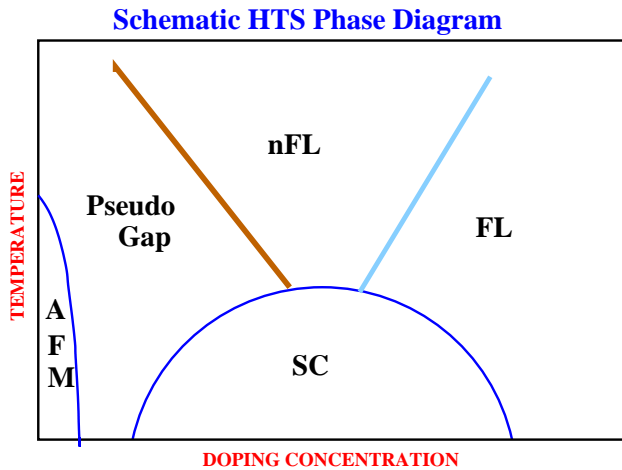 Schematic HTS Phase Diagram
nFL
Pseudo
Gap
FL
TEMPERATURE
A
F
M
SC
DOPING CONCENTRATION